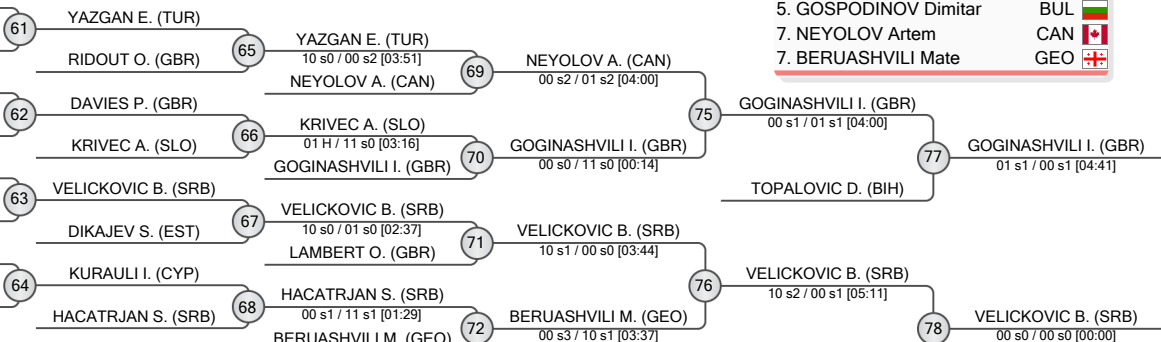 5. GOSPODINOV Dimitar BUL
7. NEYOLOV Artem CAN
7. BERUASHVILI Mate GEO
61
YAZGAN E. (TUR)
RIDOUT O. (GBR)
65
YAZGAN E. (TUR)
10 s0 / 00 s2 [03:51]
NEYOLOV A. (CAN)
69
NEYOLOV A. (CAN)
00 s2 / 01 s2 [04:00]
62
DAVIES P. (GBR)
KRIVEC A. (SLO)
66
KRIVEC A. (SLO)
01 H / 11 s0 [03:16]
GOGINASHVILI I. (GBR)
70
GOGINASHVILI I. (GBR)
00 s0 / 11 s0 [00:14]
75
GOGINASHVILI I. (GBR)
00 s1 / 01 s1 [04:00]
TOPALOVIC D. (BIH)
77
GOGINASHVILI I. (GBR)
01 s1 / 00 s1 [04:41]
63
VELICKOVIC B. (SRB)
DIKAJEV S. (EST)
67
VELICKOVIC B. (SRB)
10 s0 / 01 s0 [02:37]
LAMBERT O. (GBR)
71
VELICKOVIC B. (SRB)
10 s1 / 00 s0 [03:44]
64
KURAULI I. (CYP)
HACATRJAN S. (SRB)
68
HACATRJAN S. (SRB)
00 s1 / 11 s1 [01:29]
BERUASHVILI M. (GEO)
72
BERUASHVILI M. (GEO)
00 s3 / 10 s1 [03:37]
76
VELICKOVIC B. (SRB)
10 s2 / 00 s1 [05:11]
78
VELICKOVIC B. (SRB)
00 s0 / 00 s0 [00:00]